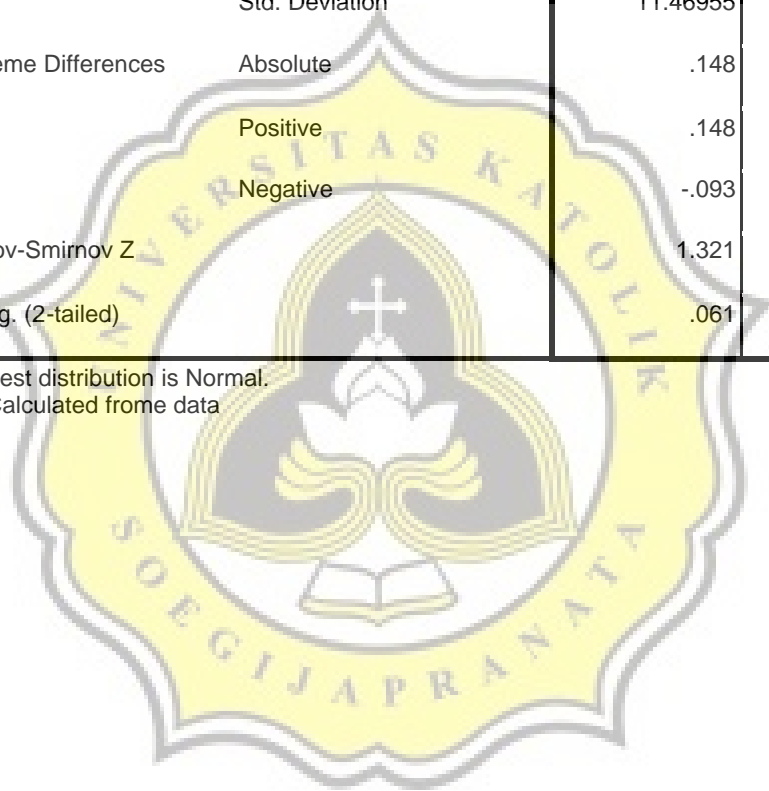 Std. Deviation 11.46955
eme Differences Absolute .148
Positive .148
Negative -.093
ov-Smirnov Z 1.321
g. (2-tailed) .061
est distribution is Normal.
Calculated frome data
UNIVERSITAS KATOLIK
SOEGIJAPRANATA